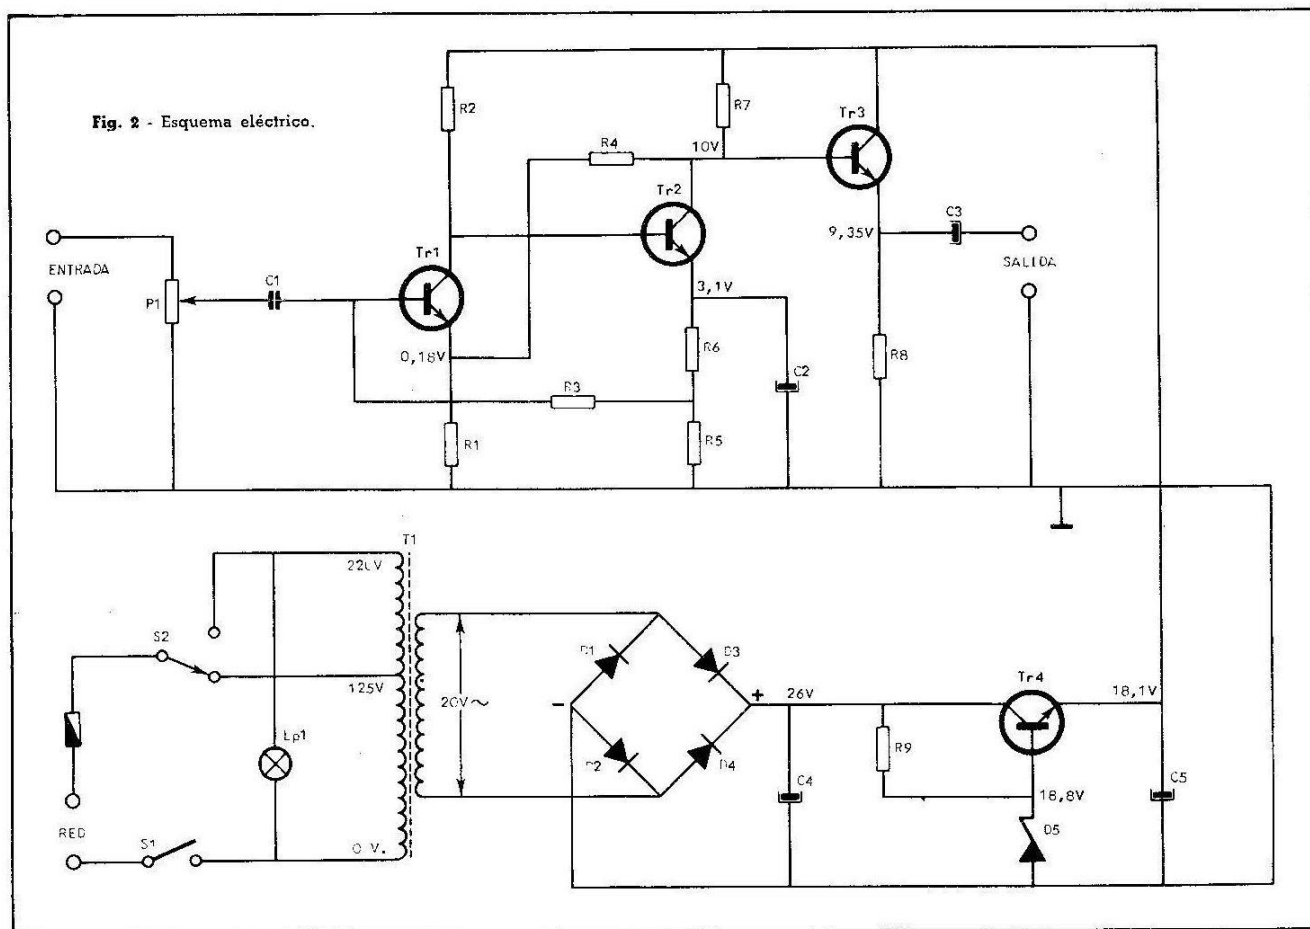 Fig. 2 - Esquema eléctrico.
R2
R7
Tr3
R4
10V
Tr2
C3
9,35V
ENTRADA
Tr1
SALIDA
C1
P1
3,1V
0,18V
R6
R8
C2
R3
R1
R5
T1
220V
S2
125V
20V~
D1
D3
Tr4
- + 26V
18,1V
Lp1
R9
D2
D4
C4
18,8V
C5
RED
D5
S1
0 V.